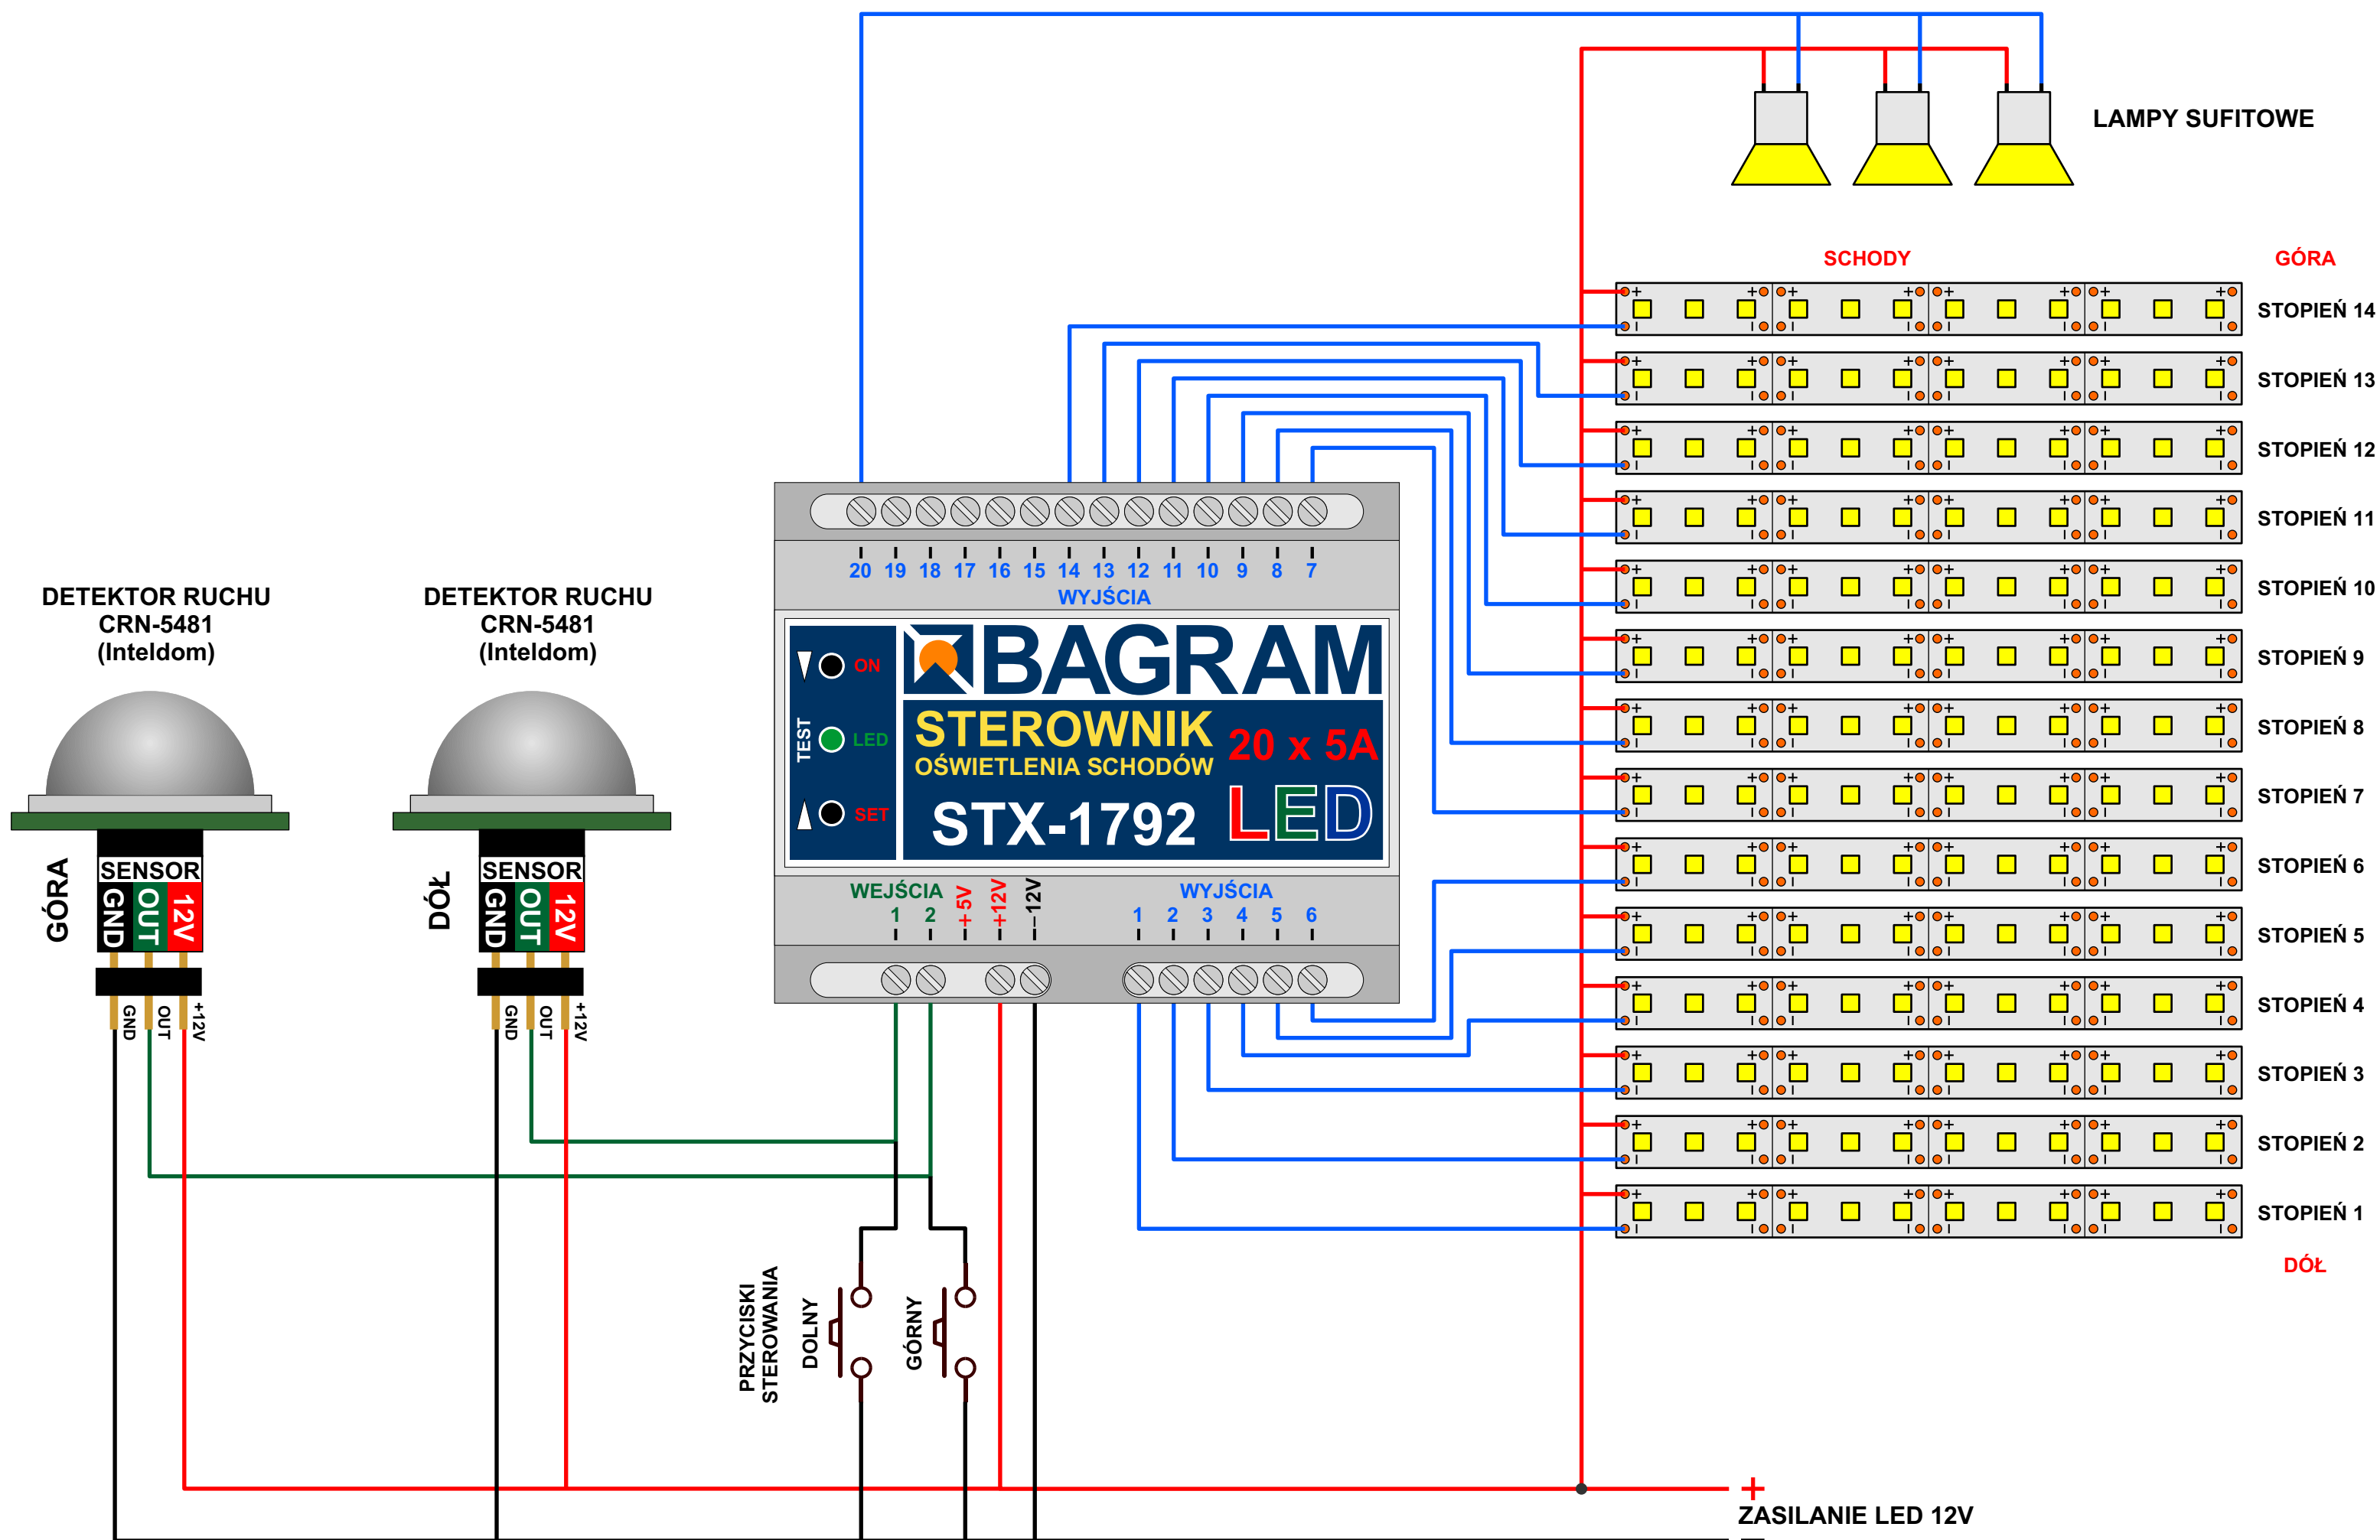 LAMPY SUFITOWE
SCHODY
GÓRA
STOPIEŃ 14
STOPIEŃ 13
STOPIEŃ 12
STOPIEŃ 11
STOPIEŃ 10
STOPIEŃ 9
STOPIEŃ 8
STOPIEŃ 7
STOPIEŃ 6
STOPIEŃ 5
STOPIEŃ 4
STOPIEŃ 3
STOPIEŃ 2
STOPIEŃ 1
DÓŁ
20 19 18 17 16 15 14 13 12 11 10 9 8 7
WYJŚCIA
ON
TEST
LED
SET
BAGRAM
STEROWNIK
OŚWIETLENIA SCHODÓW
20 x 5A
STX-1792
LED
WEJŚCIA
1 2 +5V +12V –12V
WYJŚCIA
1 2 3 4 5 6
DETEKTOR RUCHU
CRN-5481
(Inteldom)
GÓRA
SENSOR
GND OUT 12V
GND OUT +12V
DETEKTOR RUCHU
CRN-5481
(Inteldom)
DÓŁ
SENSOR
GND OUT 12V
GND OUT +12V
PRZYCISKI
STEROWANIA
DOLNY
GÓRNY
+
ZASILANIE LED 12V
–